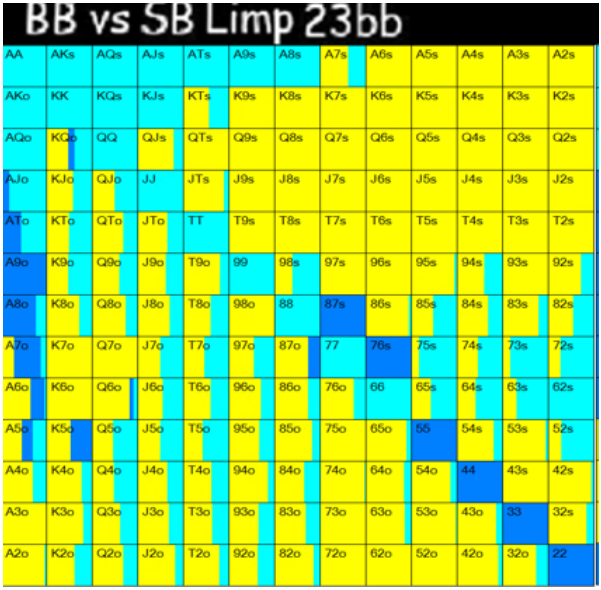 BB vs SB Limp 23bb
AA AKs AQs AJs ATs A9s A8s A7s A6s A5s A4s A3s A2s
AKo KK KQs KJs KTs K9s K8s K7s K6s K5s K4s K3s K2s
AQo KQo QQ QJs QTs Q9s Q8s Q7s Q6s Q5s Q4s Q3s Q2s
AJo KJo QJo JJ JTs J9s J8s J7s J6s J5s J4s J3s J2s
ATo KTo QTo JTo TT T9s T8s T7s T6s T5s T4s T3s T2s
A9o K9o Q9o J9o T9o 99 98s 97s 96s 95s 94s 93s 92s
A8o K8o Q8o J8o T8o 98o 88 87s 86s 85s 84s 83s 82s
A7o K7o Q7o J7o T7o 97o 87o 77 76s 75s 74s 73s 72s
A6o K6o Q6o J6o T6o 96o 86o 76o 66 65s 64s 63s 62s
A5o K5o Q5o J5o T5o 95o 85o 75o 65o 55 54s 53s 52s
A4o K4o Q4o J4o T4o 94o 84o 74o 64o 54o 44 43s 42s
A3o K3o Q3o J3o T3o 93o 83o 73o 63o 53o 43o 33 32s
A2o K2o Q2o J2o T2o 92o 82o 72o 62o 52o 42o 32o 22